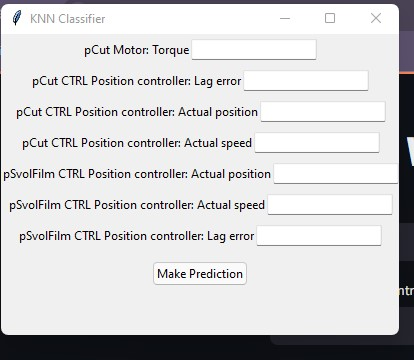 KNN Classifier
pCut Motor: Torque
pCut CTRL Position controller: Lag error
pCut CTRL Position controller: Actual position
pCut CTRL Position controller: Actual speed
pSvolFilm CTRL Position controller: Actual position
pSvolFilm CTRL Position controller: Actual speed
pSvolFilm CTRL Position controller: Lag error
Make Prediction